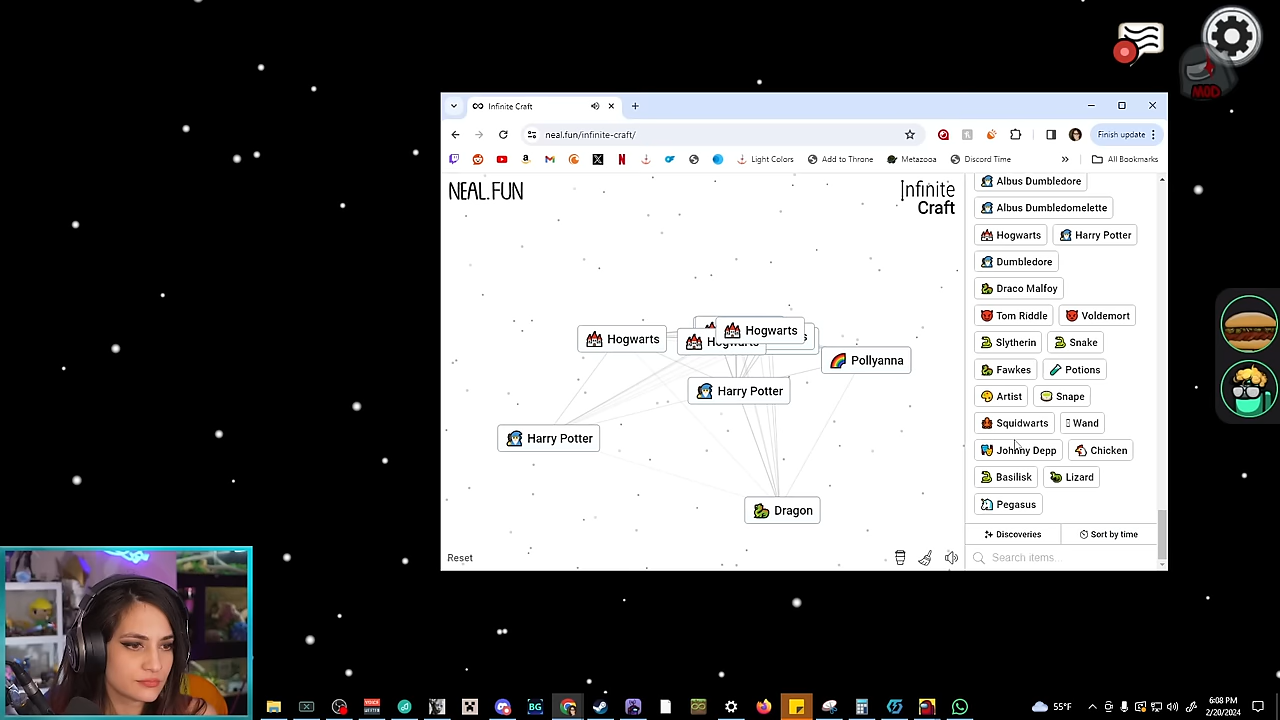 MOD
Infinite Craft
neal.fun/infinite-craft/
Finish update
Light Colors
Add to Throne
Metazooa
Discord Time
All Bookmarks
NEAL.FUN
Infinite
Craft
Albus Dumbledore
Albus Dumbledomelette
Hogwarts Harry Potter
Dumbledore
Draco Malfoy
Tom Riddle Voldemort
Slytherin Snake
Fawkes Potions
Artist Snape
Squidwarts Wand
Johnny Depp Chicken
Basilisk Lizard
Pegasus
Hogwarts
Hogwarts
Hogwarts
Pollyanna
Harry Potter
Harry Potter
Dragon
Reset
Discoveries Sort by time
Search items...
VOICE
BG
55°
6:08 PM
2/20/2024